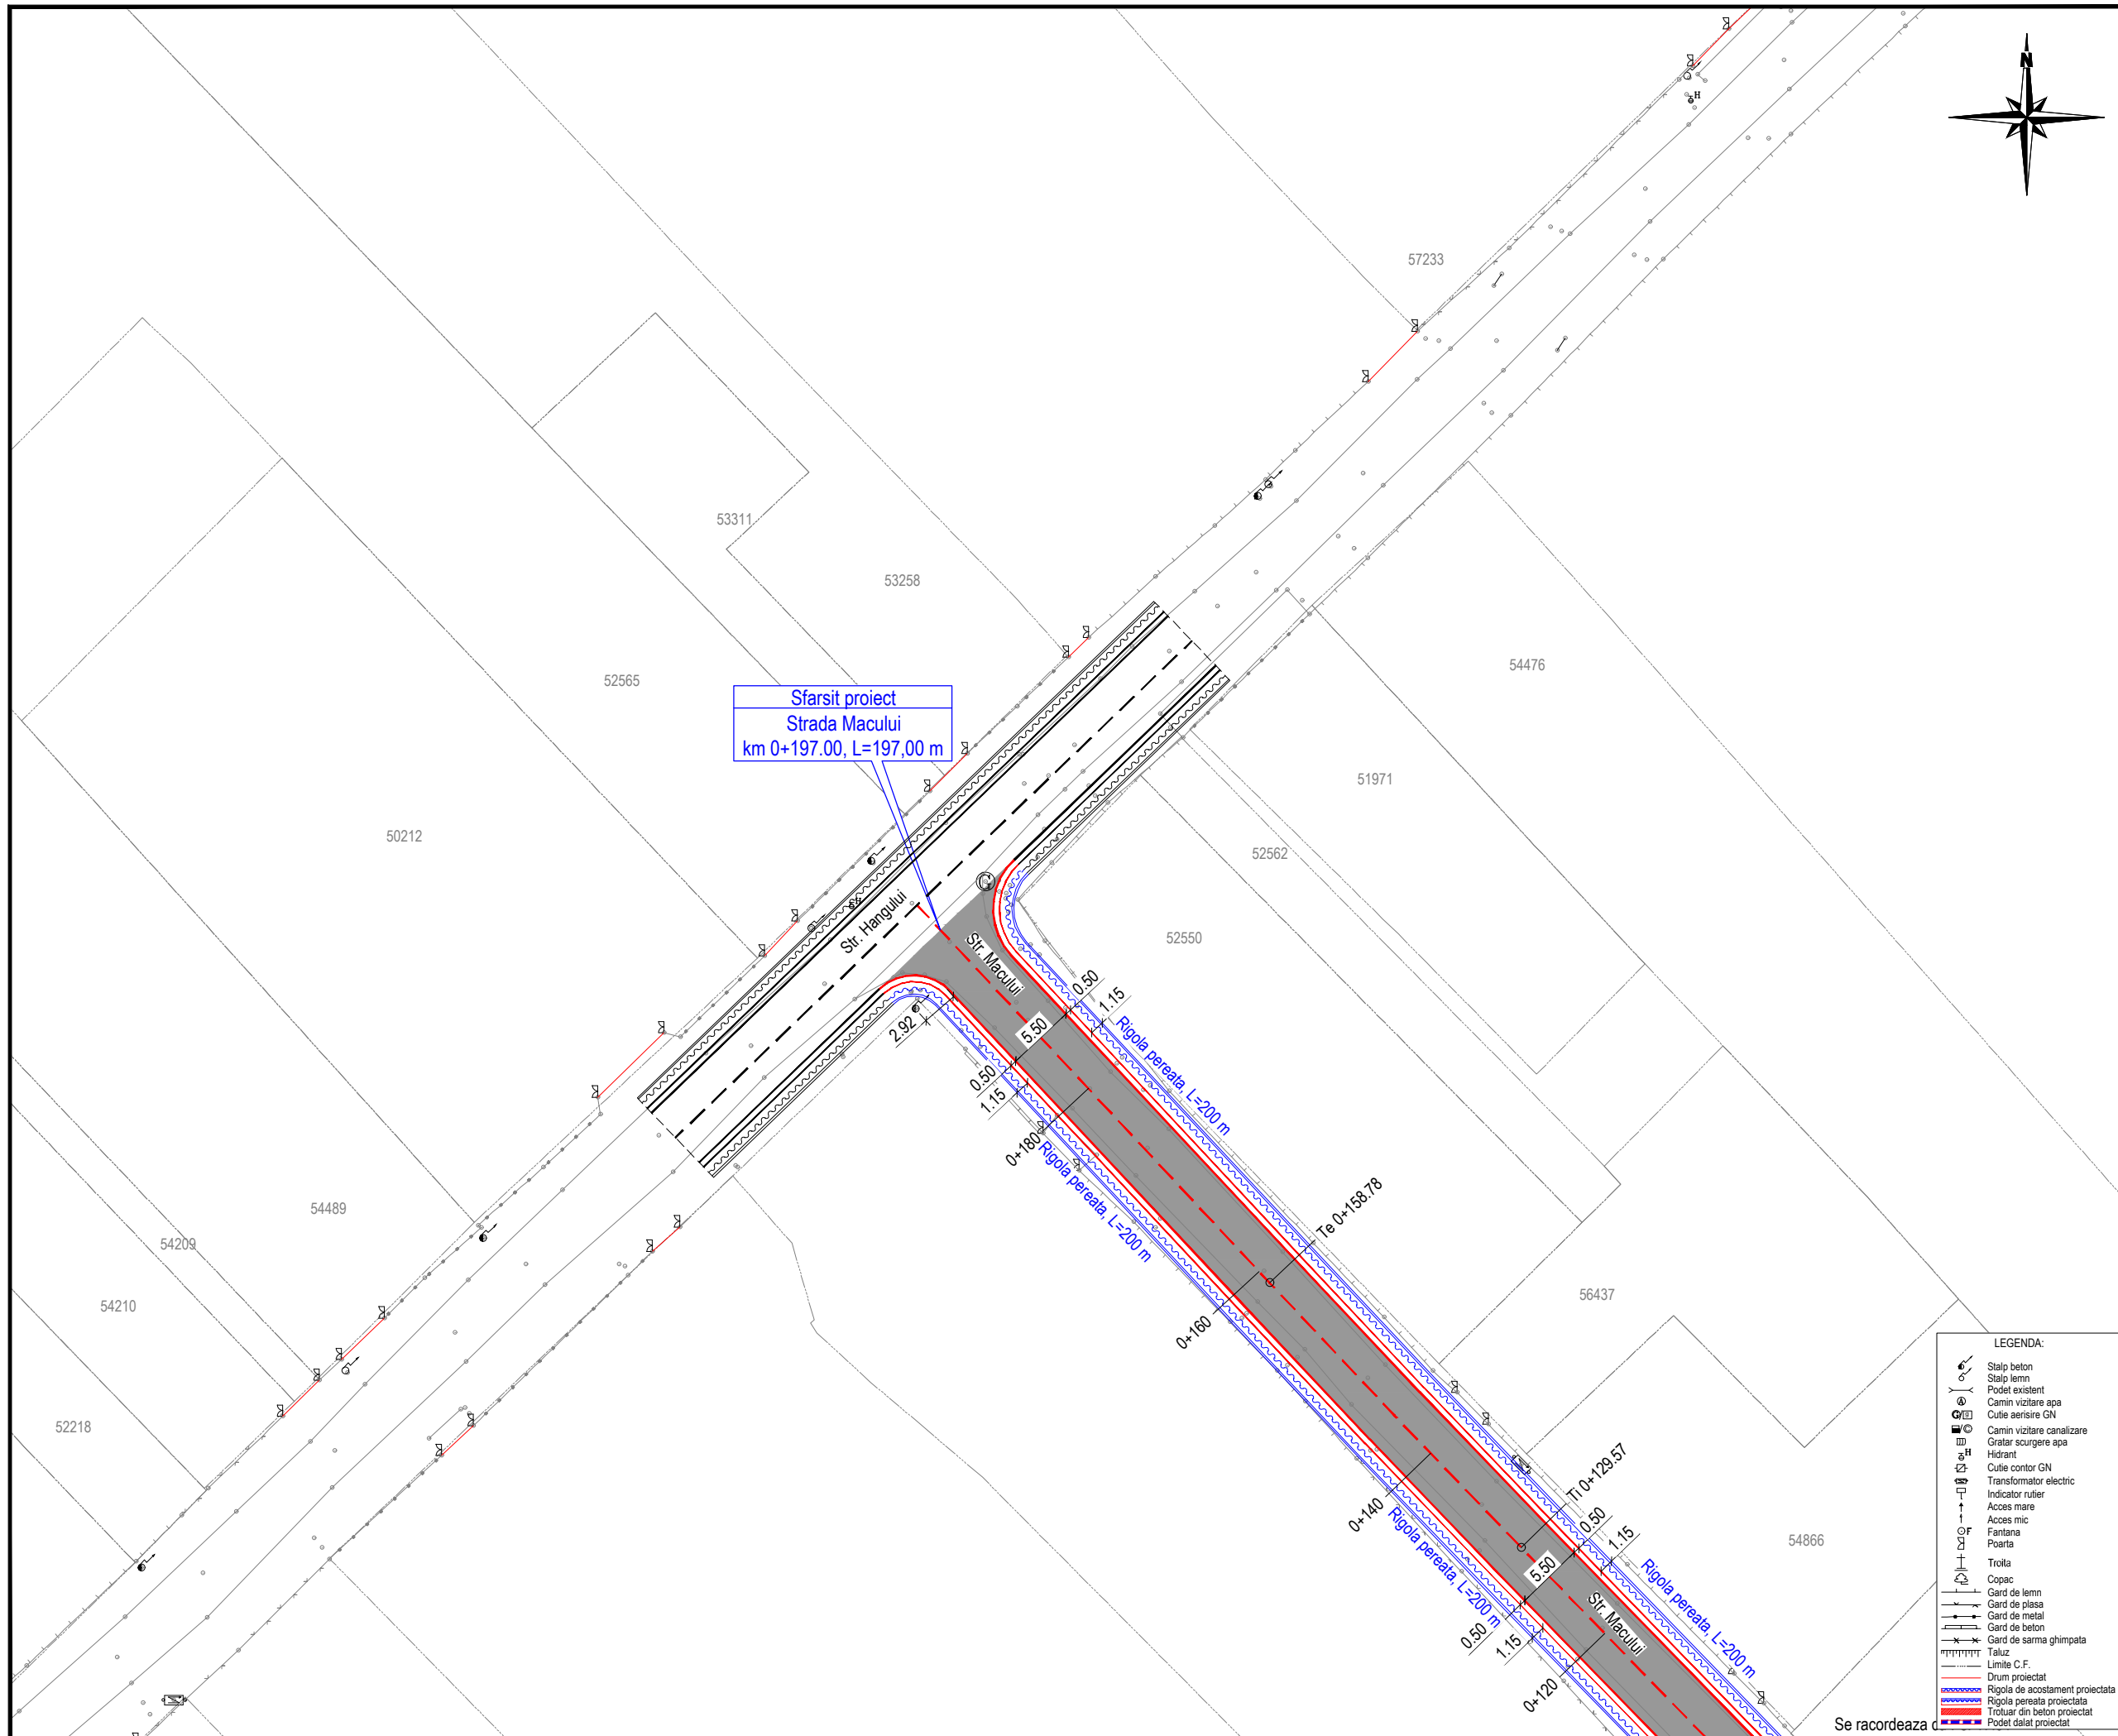 N
H
57233
53311
53258
54476
52565
Sfarsit proiect
Strada Macului
km 0+197.00, L=197,00 m
51971
50212
52562
G
H
Str. Hangului
Str. Macului
52550
0.50
1.15
2.92
5.50
Rigola pereata, L=200 m
0.50
1.15
0+180
Rigola pereata, L=200 m
Te 0+158.78
54489
54209
54210
0+160
56437
52218
Ti 0+129.57
0+140
0.50
1.15
54866
Rigola pereata, L=200 m
5.50
Rigola pereata, L=200 m
Str. Macului
0.50
1.15
0+120
Se racordeaza
LEGENDA:
Stalp beton
Stalp lemn
Podet existent
A Camin vizitare apa
G/ Cutie aerisire GN
/C Camin vizitare canalizare
Gratar scurgere apa
H Hidrant
Cutie contor GN
Transformator electric
Indicator rutier
Acces mare
Acces mic
F Fantana
Poarta
Troita
Copac
Gard de lemn
Gard de plasa
Gard de metal
Gard de beton
Gard de sarma ghimpata
Taluz
Limite C.F.
Drum proiectat
Rigola de acostament proiectata
Rigola pereata proiectata
Trotuar din beton proiectat
Podet dalat proiectat